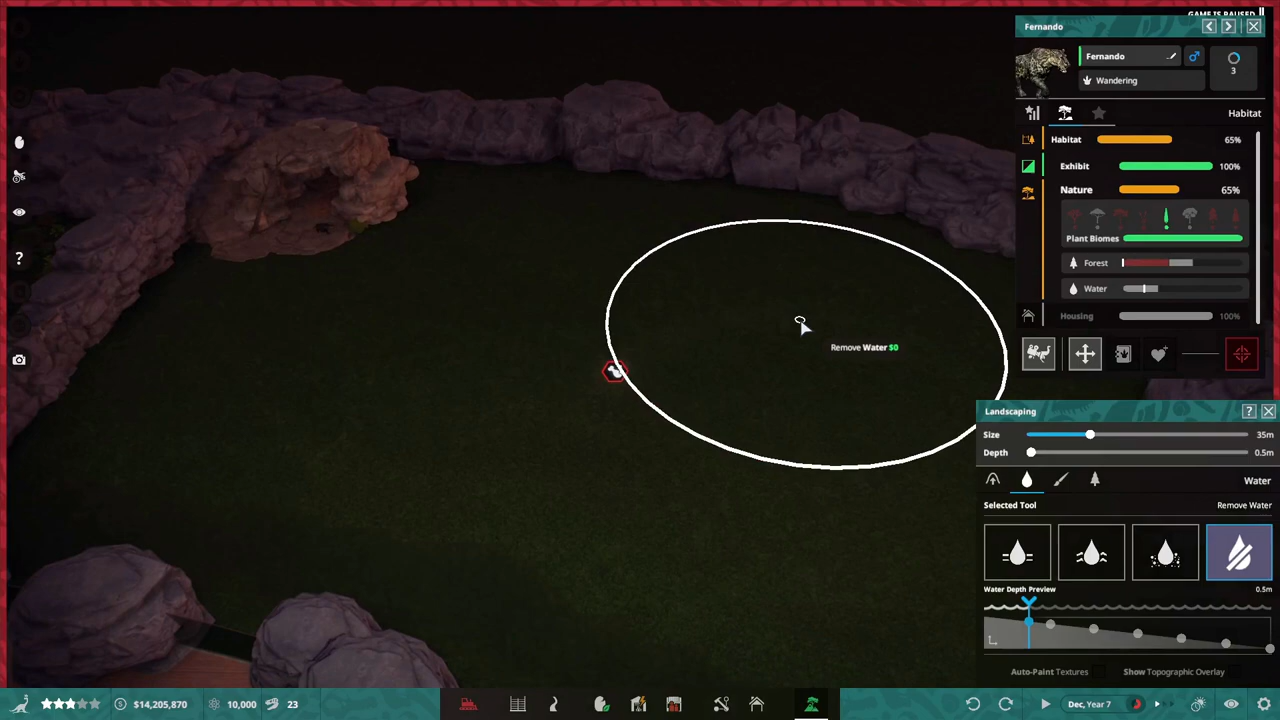 GAME IS PAUSED
Fernando
Fernando
3
Wandering
Habitat
Habitat 65%
Exhibit 100%
Nature 65%
Plant Biomes
Forest
Water
Housing 100%
Remove Water $0
Landscaping ?
Size 35m
Depth 0.5m
Water
Selected Tool Remove Water
Water Depth Preview 0.5m
Auto-Paint Textures Show Topographic Overlay
?
$14,205,870 10,000 23 Dec, Year 7